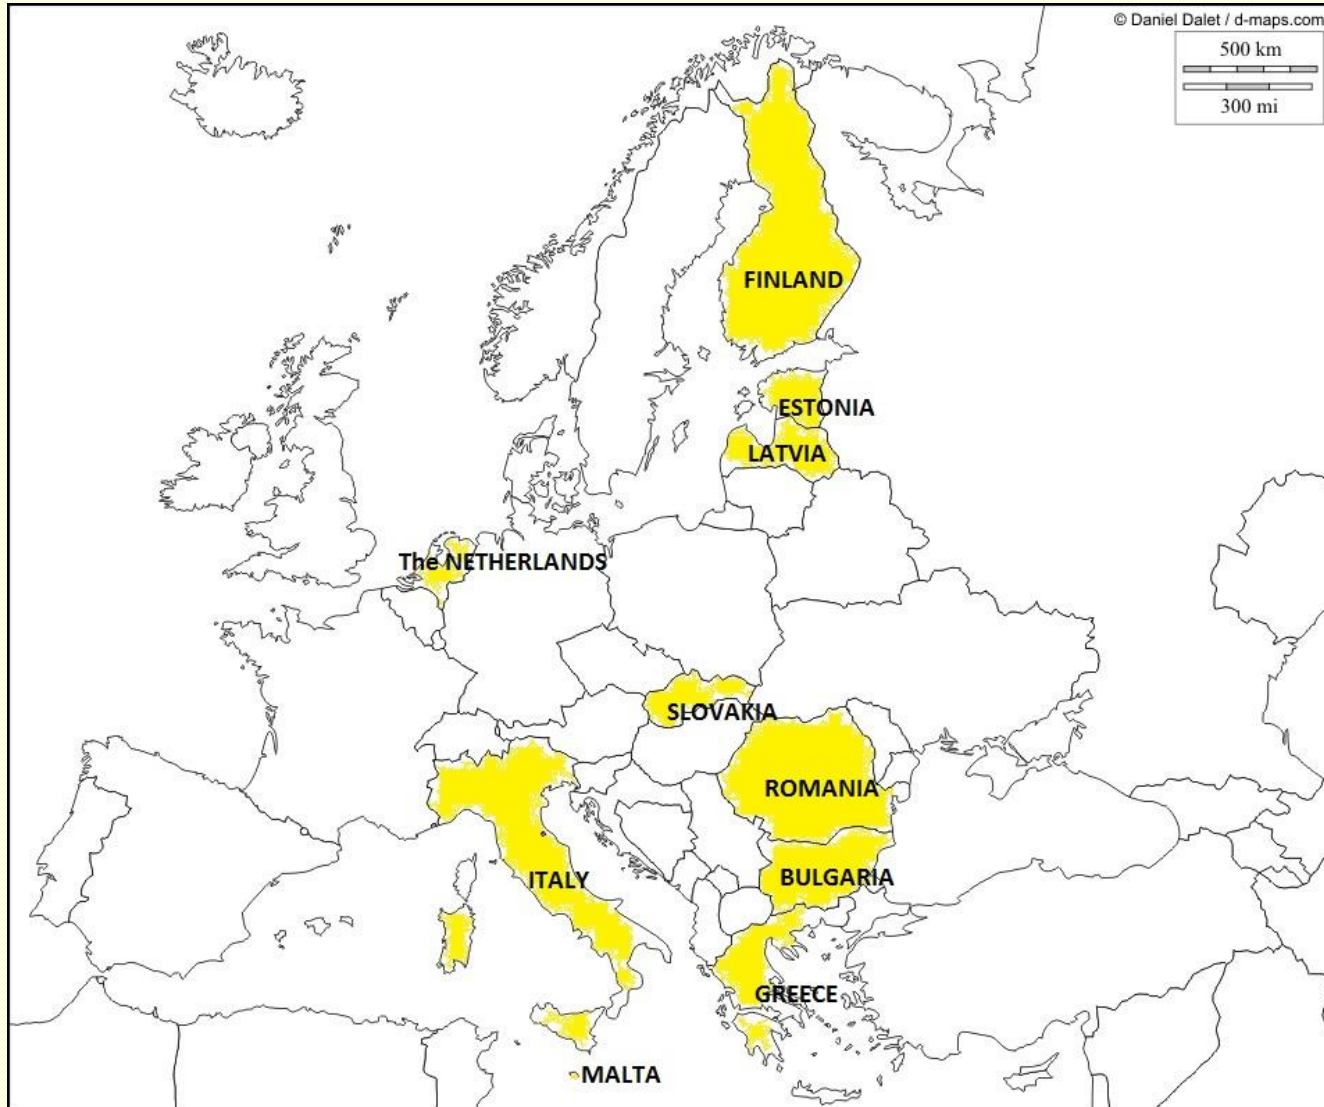 © Daniel Dalet / d-maps.com
500 km
300 mi
FINLAND
ESTONIA
LATVIA
The NETHERLANDS
SLOVAKIA
ROMANIA
ITALY
BULGARIA
GREECE
MALTA